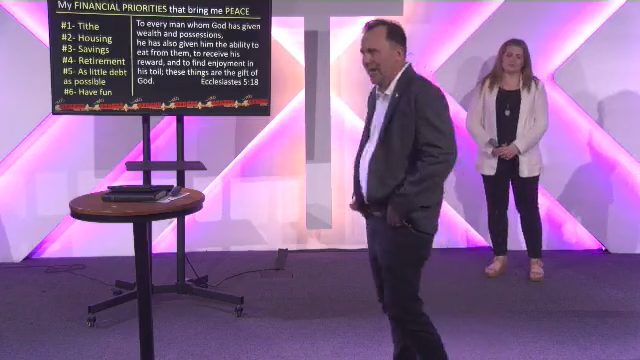 My FINANCIAL PRIORITIES that bring me PEACE
#1- Tithe
#2- Housing
#3- Savings
#4- Retirement
#5- As little debt
as possible
#6- Have fun
To every man whom God has given
wealth and possessions,
he has also given him the ability to
eat from them, to receive his
reward, and to find enjoyment in
his toil; these things are the gift of
God. Ecclesiastes 5:18